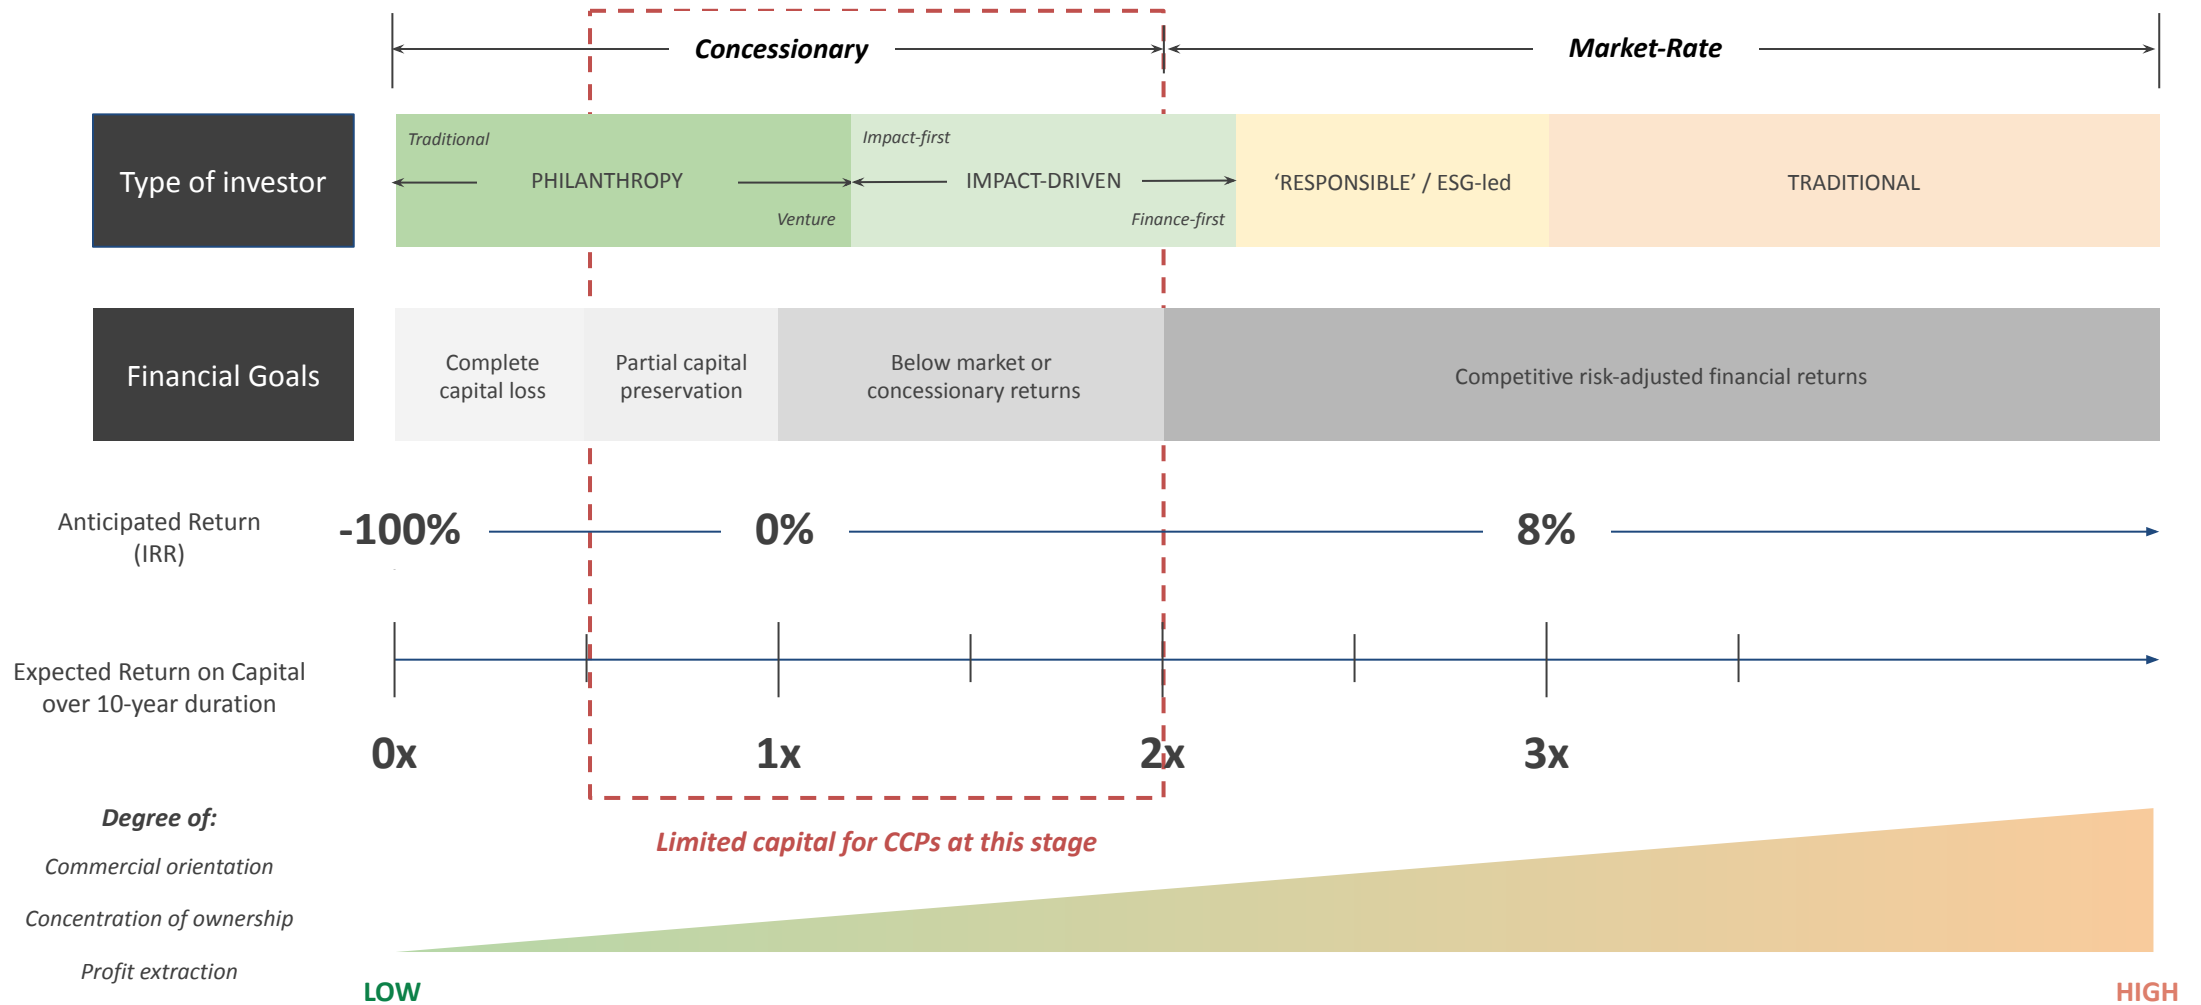 Concessionary
Market-Rate
Type of investor
Traditional
PHILANTHROPY
Venture
Impact-first
IMPACT-DRIVEN
Finance-first
‘RESPONSIBLE’ / ESG-led
TRADITIONAL
Financial Goals
Complete
capital loss
Partial capital
preservation
Below market or
concessionary returns
Competitive risk-adjusted financial returns
Anticipated Return
(IRR)
-100%
0%
8%
Expected Return on Capital
over 10-year duration
0x
1x
2x
3x
Limited capital for CCPs at this stage
Degree of:
Commercial orientation
Concentration of ownership
Profit extraction
LOW
HIGH